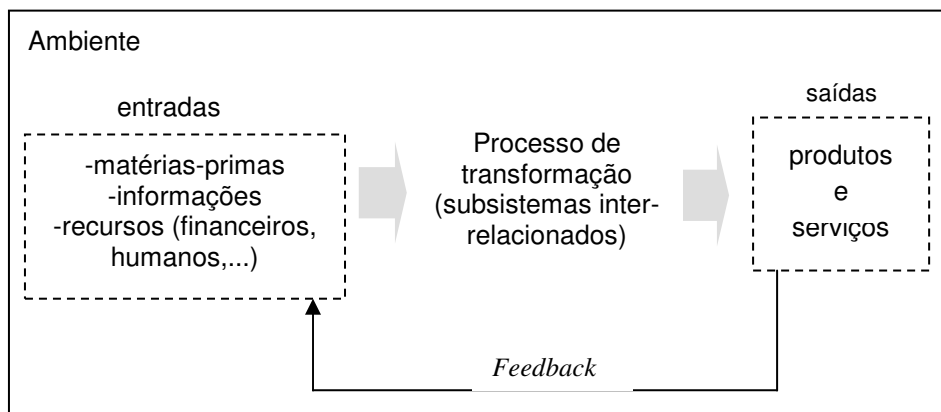 Ambiente
entradas
-matérias-primas
-informações
-recursos (financeiros,
humanos,...)
Processo de
transformação
(subsistemas inter-
relacionados)
saídas
produtos
e
serviços
Feedback